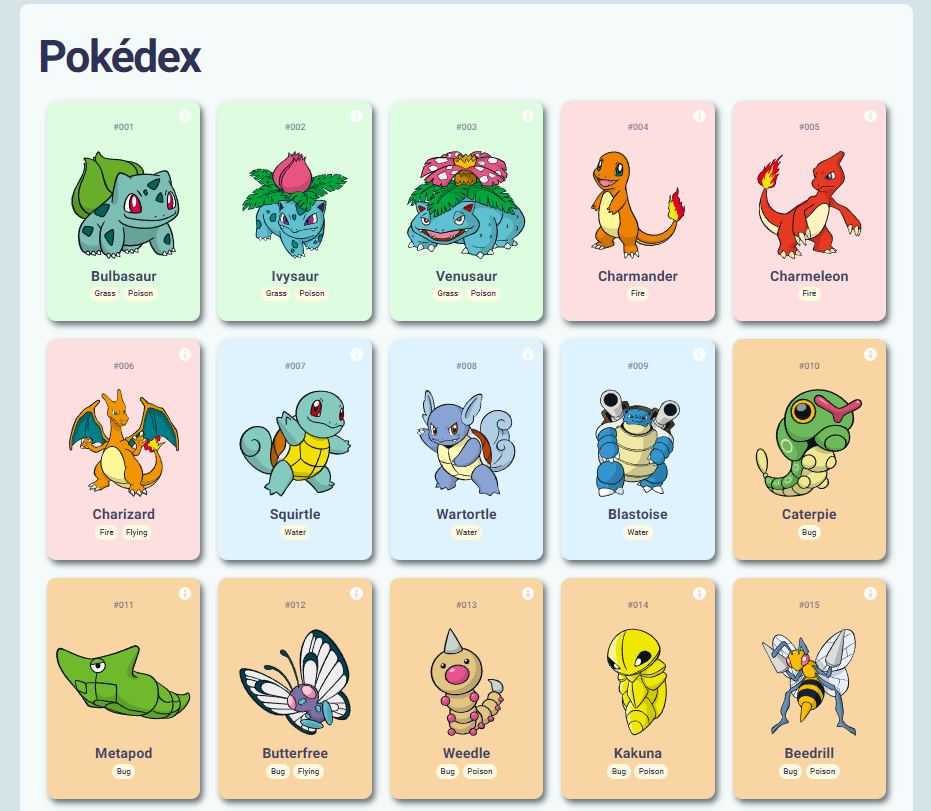 Pokédex
#001
Bulbasaur
Grass Poison
#002
Ivysaur
Grass Poison
#003
Venusaur
Grass Poison
#004
Charmander
Fire
#005
Charmeleon
Fire
#006
Charizard
Fire Flying
#007
Squirtle
Water
#008
Wartortle
Water
#009
Blastoise
Water
#010
Caterpie
Bug
#011
Metapod
Bug
#012
Butterfree
Bug Flying
#013
Weedle
Bug Poison
#014
Kakuna
Bug Poison
#015
Beedrill
Bug Poison